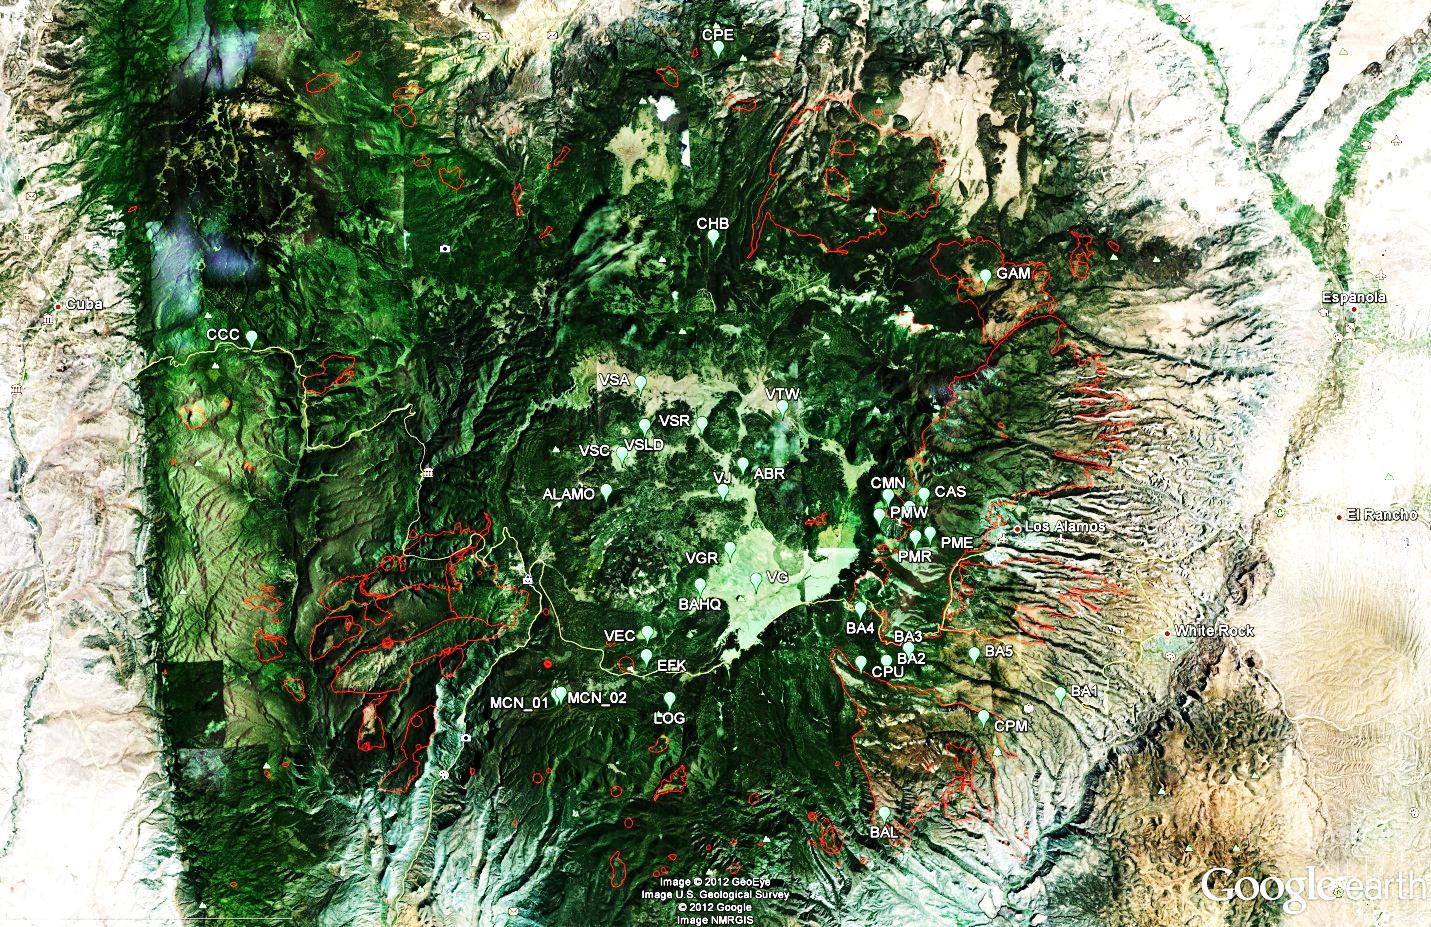 CPE
CHB
GAM
Cuba
Espanola
CCC
VSA
VTW
VSR
VSLD
VSC
ABR
VJ
ALAMO
CMN
CAS
PMW
El Rancho
Los Alamos
PME
PMR
VGR
VG
BAHQ
BA4
VEC
BA3
White Rock
BA2
BA5
EFK
CPU
MCN_01
MCN_02
BA1
LOG
CPM
BAL
Image © 2012 GeoEye
Image U.S. Geological Survey
© 2012 Google
Image NMRGIS
Google earth